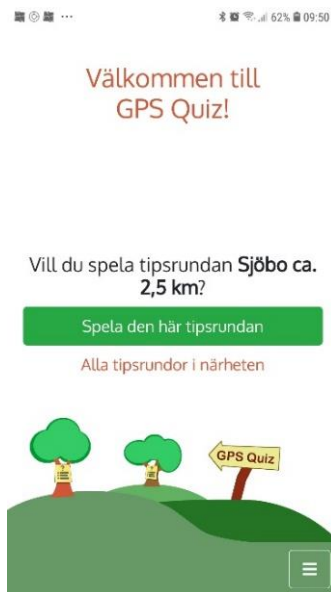 62% 09:50
Välkommen till
GPS Quiz!
Vill du spela tipsrundan Sjöbo ca.
2,5 km?
Spela den här tipsrundan
Alla tipsrundor i närheten
GPS Quiz